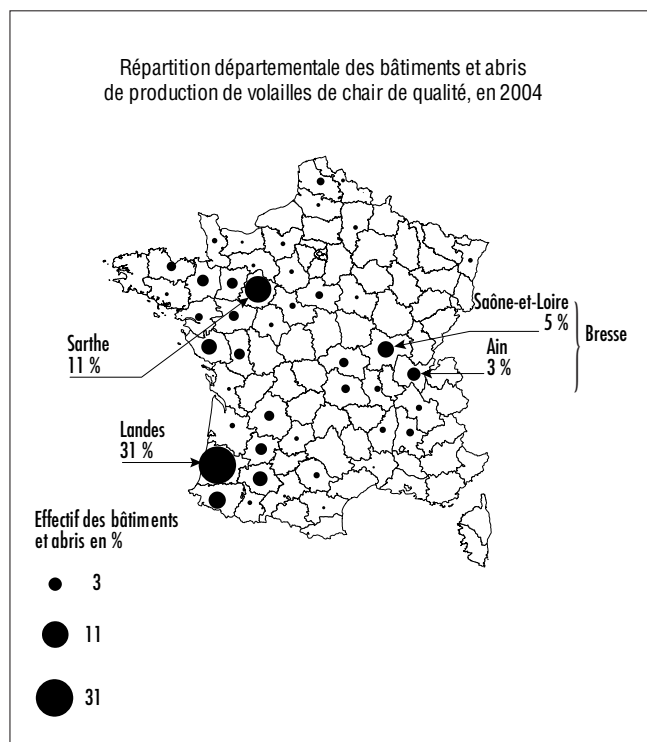 Répartition départementale des bâtiments et abris
de production de volailles de chair de qualité, en 2004
Saône-et-Loire
5 %
Bresse
Ain
3 %
Sarthe
11 %
Landes
31 %
Effectif des bâtiments
et abris en %
3
11
31